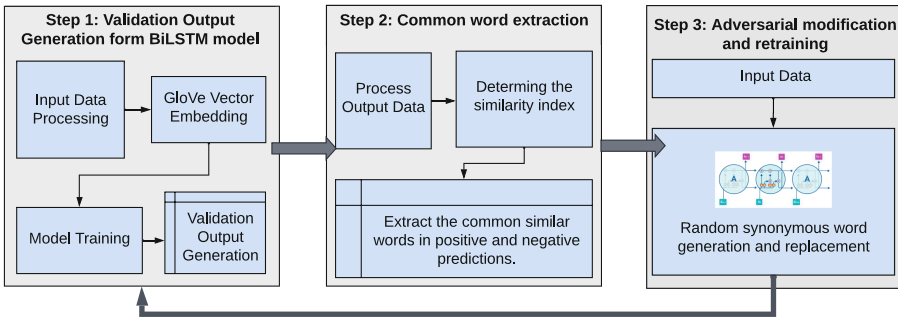 Step 1: Validation Output
Generation form BiLSTM model
Input Data
Processing
GloVe Vector
Embedding
Model Training
Validation
Output
Generation
Step 2: Common word extraction
Process
Output Data
Determing the
similarity index
Extract the common similar
words in positive and negative
predictions.
Step 3: Adversarial modification
and retraining
Input Data
A
A
Random synonymous word
generation and replacement